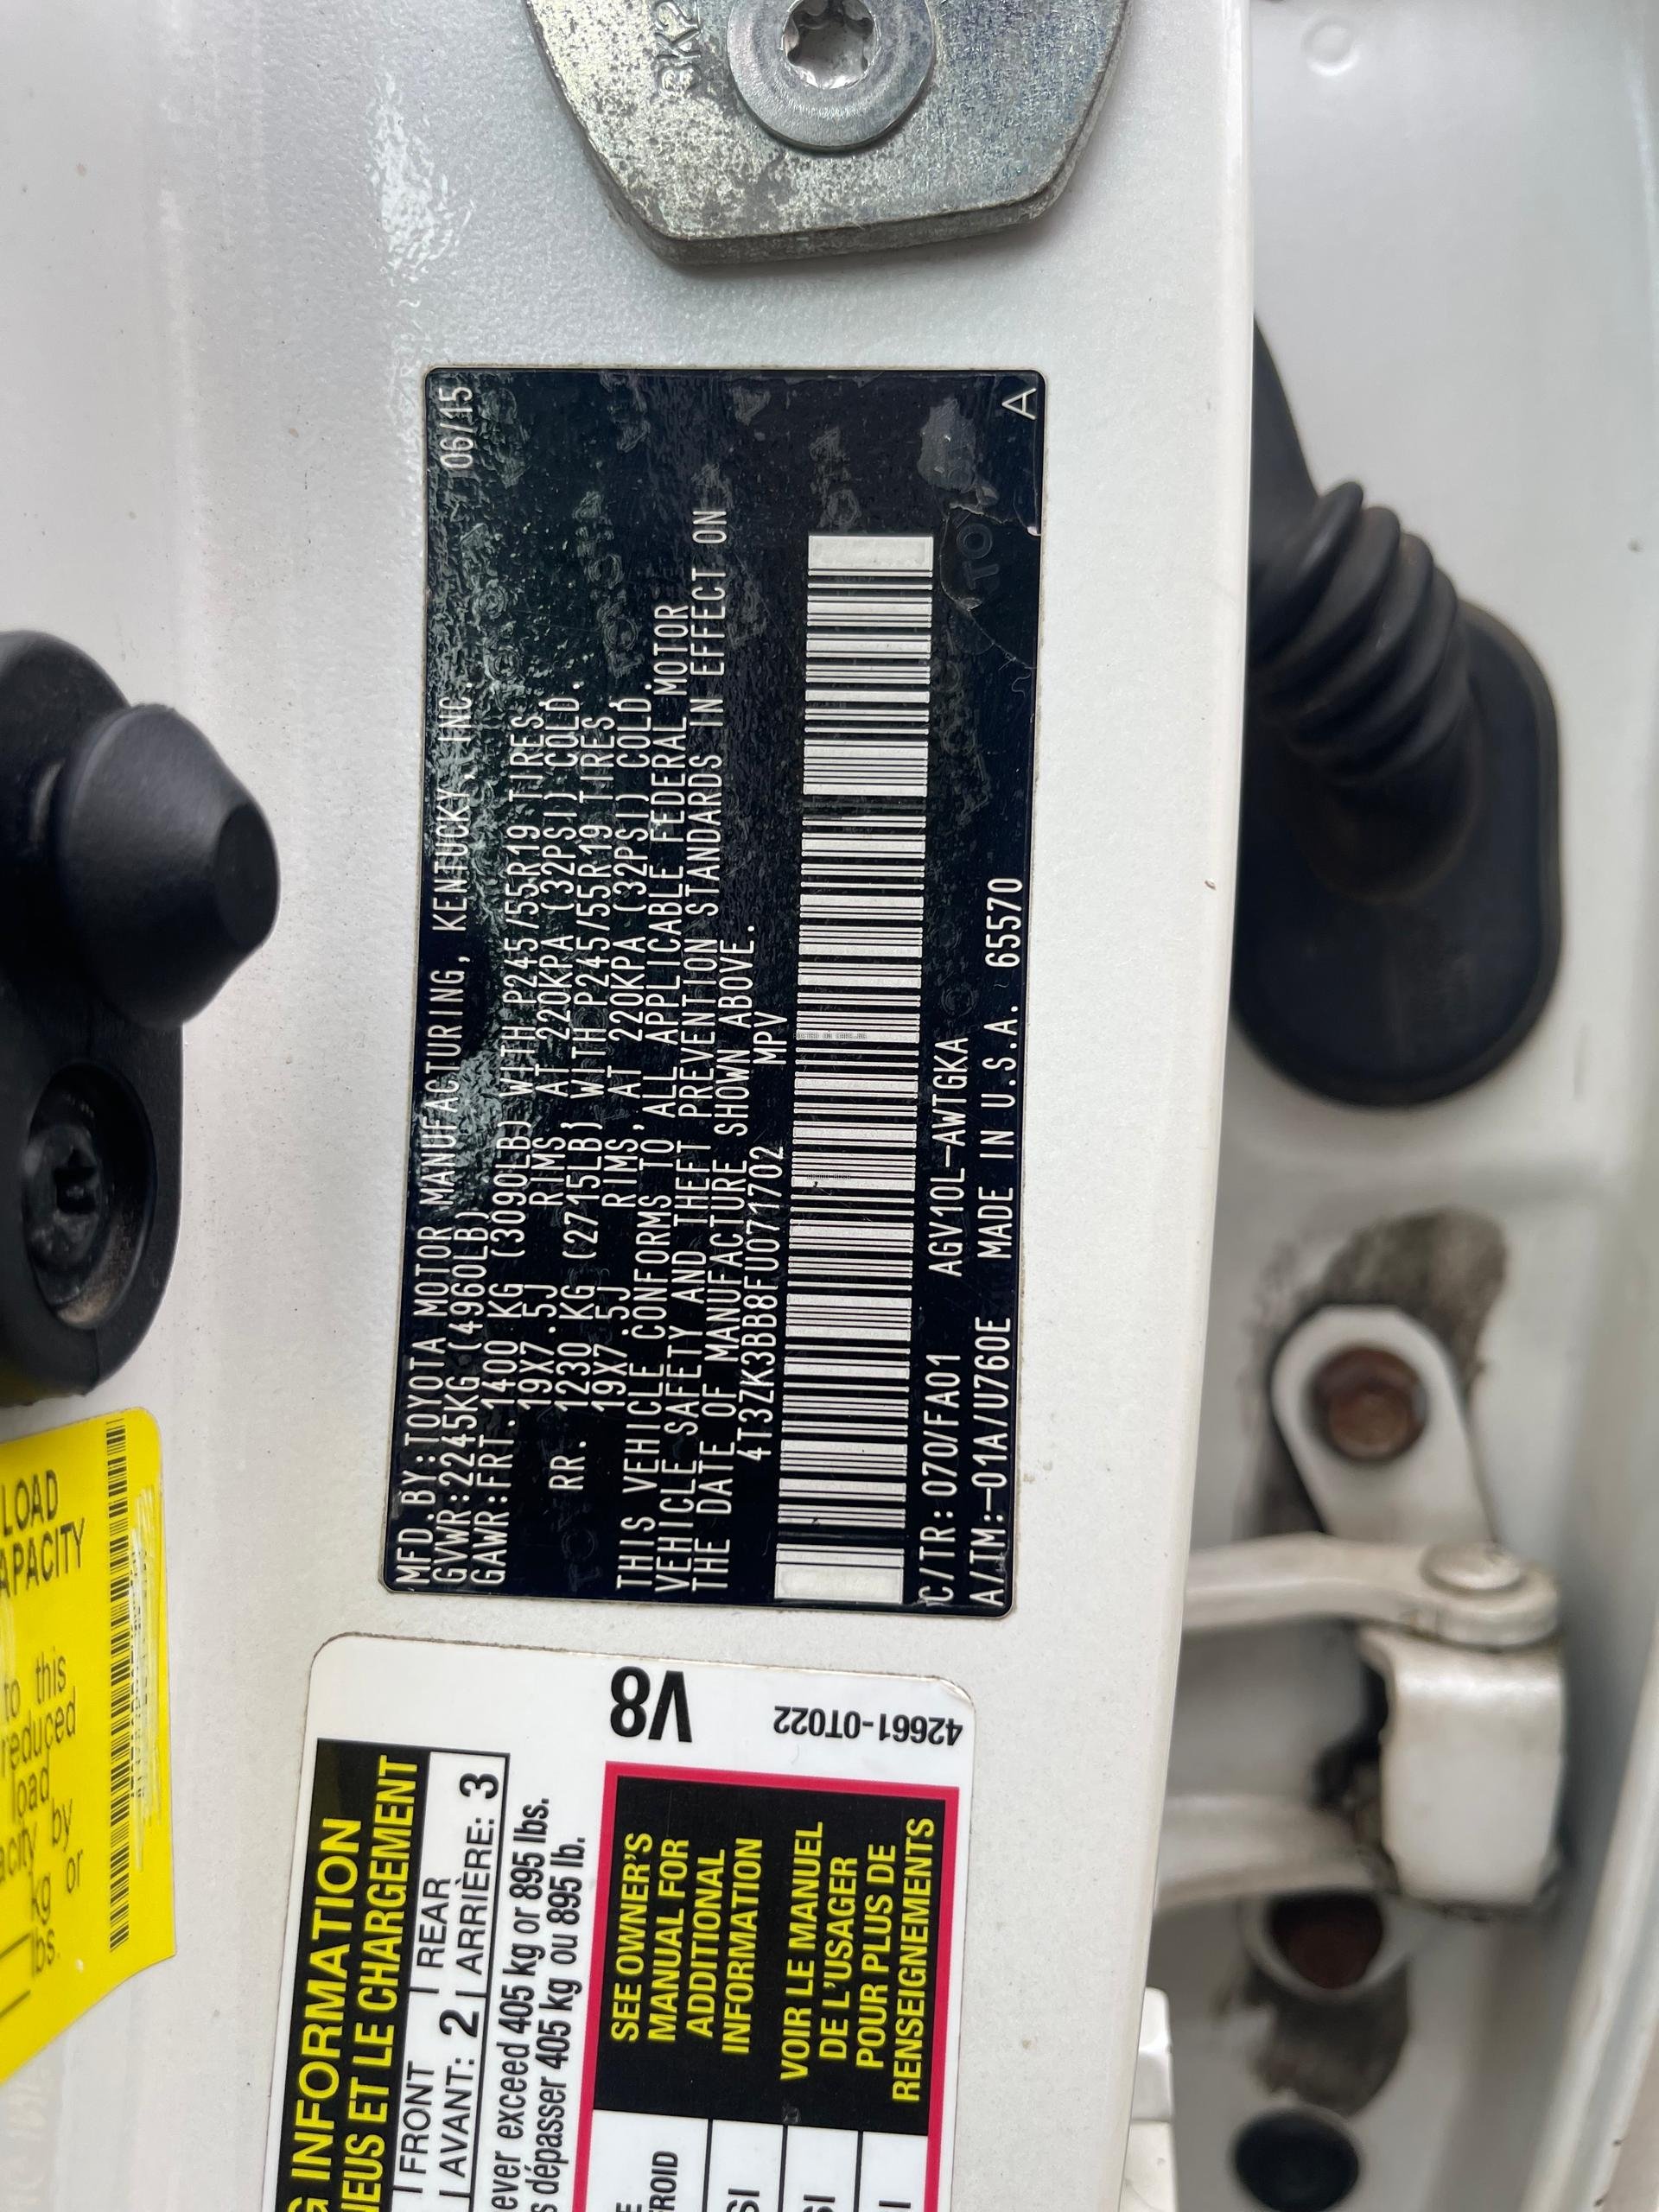 3K2
MFD.BY:TOYOTA MOTOR MANUFACTURING, KENTUCKY, INC. 06/15
GVWR:2245KG(4960LB)
GAWR:FRT.1400 KG (3090LB) WITH P245/55R19 TIRES,
19X7.5J RIMS, AT 220KPA (32PSI) COLD.
RR. 1230 KG (2715LB) WITH P245/55R19 TIRES,
19X7.5J RIMS, AT 220KPA (32PSI) COLD.
THIS VEHICLE CONFORMS TO ALL APPLICABLE FEDERAL MOTOR
VEHICLE SAFETY AND THEFT PREVENTION STANDARDS IN EFFECT ON
THE DATE OF MANUFACTURE SHOWN ABOVE.
4T3ZK3BB8FU071702 MPV
C/TR:070/FA01 AGV10L-AWTGKA
A/TM:-01A/U760E MADE IN U.S.A. 65570 A
LOAD
APACITY
to this
reduced
load
acity by
kg or
lbs.
V8
42661-0T022
G INFORMATION
NEUS ET LE CHARGEMENT
FRONT REAR
AVANT: 2 ARRIÈRE: 3
ever exceed 405 kg or 895 lbs.
s dépasser 405 kg ou 895 lb.
SEE OWNER'S
MANUAL FOR
ADDITIONAL
INFORMATION
VOIR LE MANUEL
DE L'USAGER
POUR PLUS DE
RENSEIGNEMENTS
ROID
SI
SI